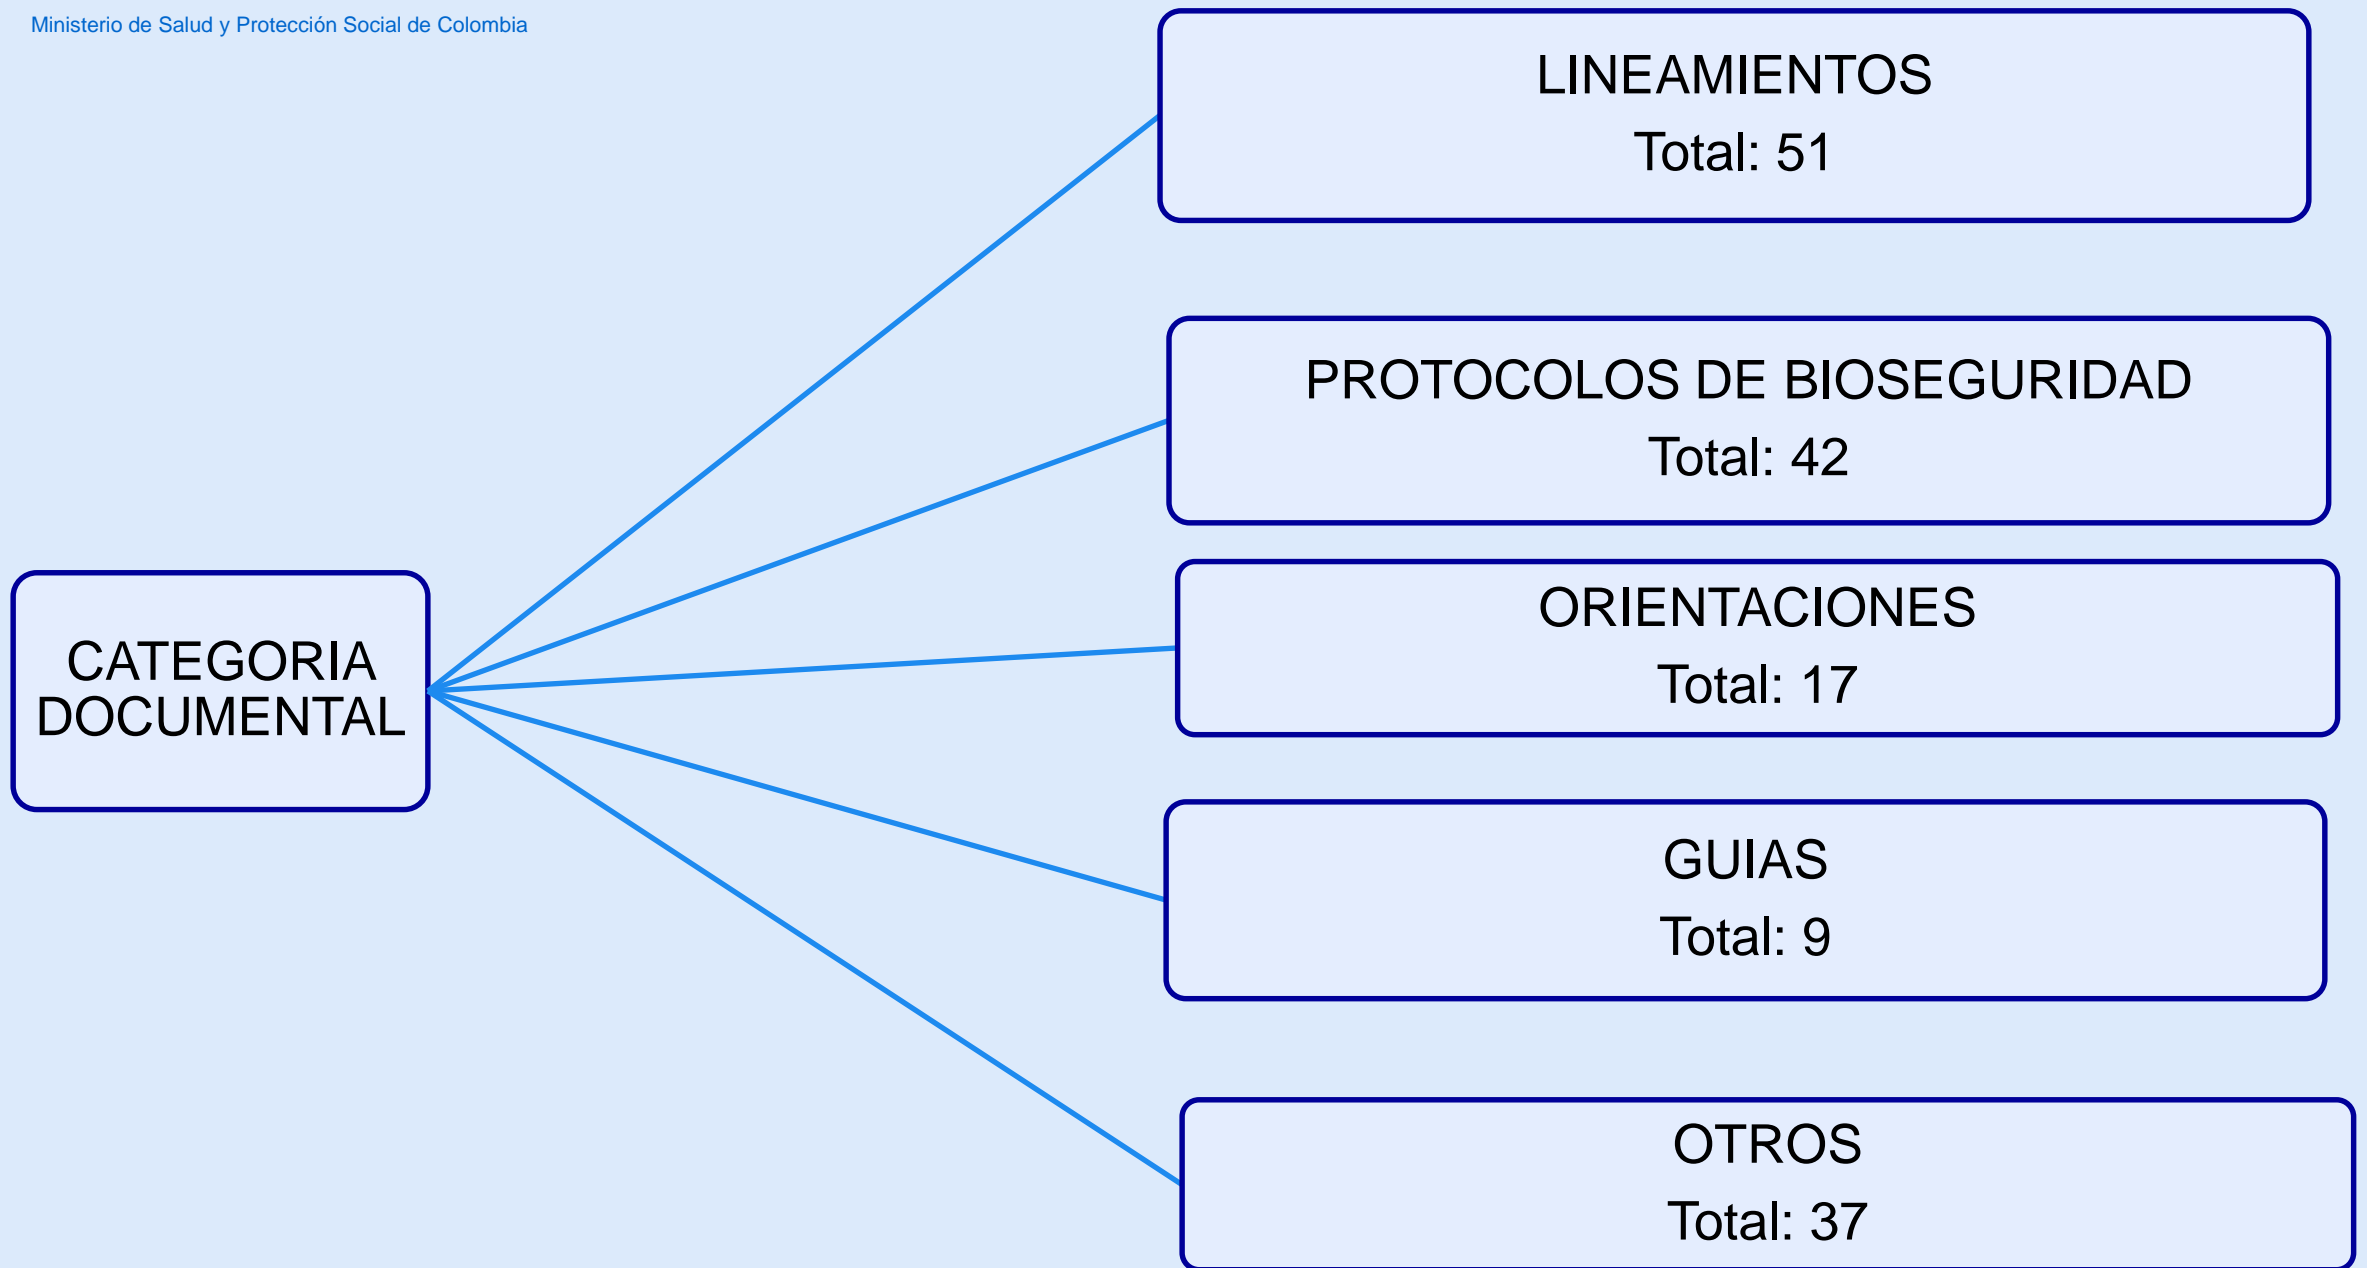 Ministerio de Salud y Protección Social de Colombia
LINEAMIENTOS
Total: 51
PROTOCOLOS DE BIOSEGURIDAD
Total: 42
CATEGORIA
DOCUMENTAL
ORIENTACIONES
Total: 17
GUIAS
Total: 9
OTROS
Total: 37